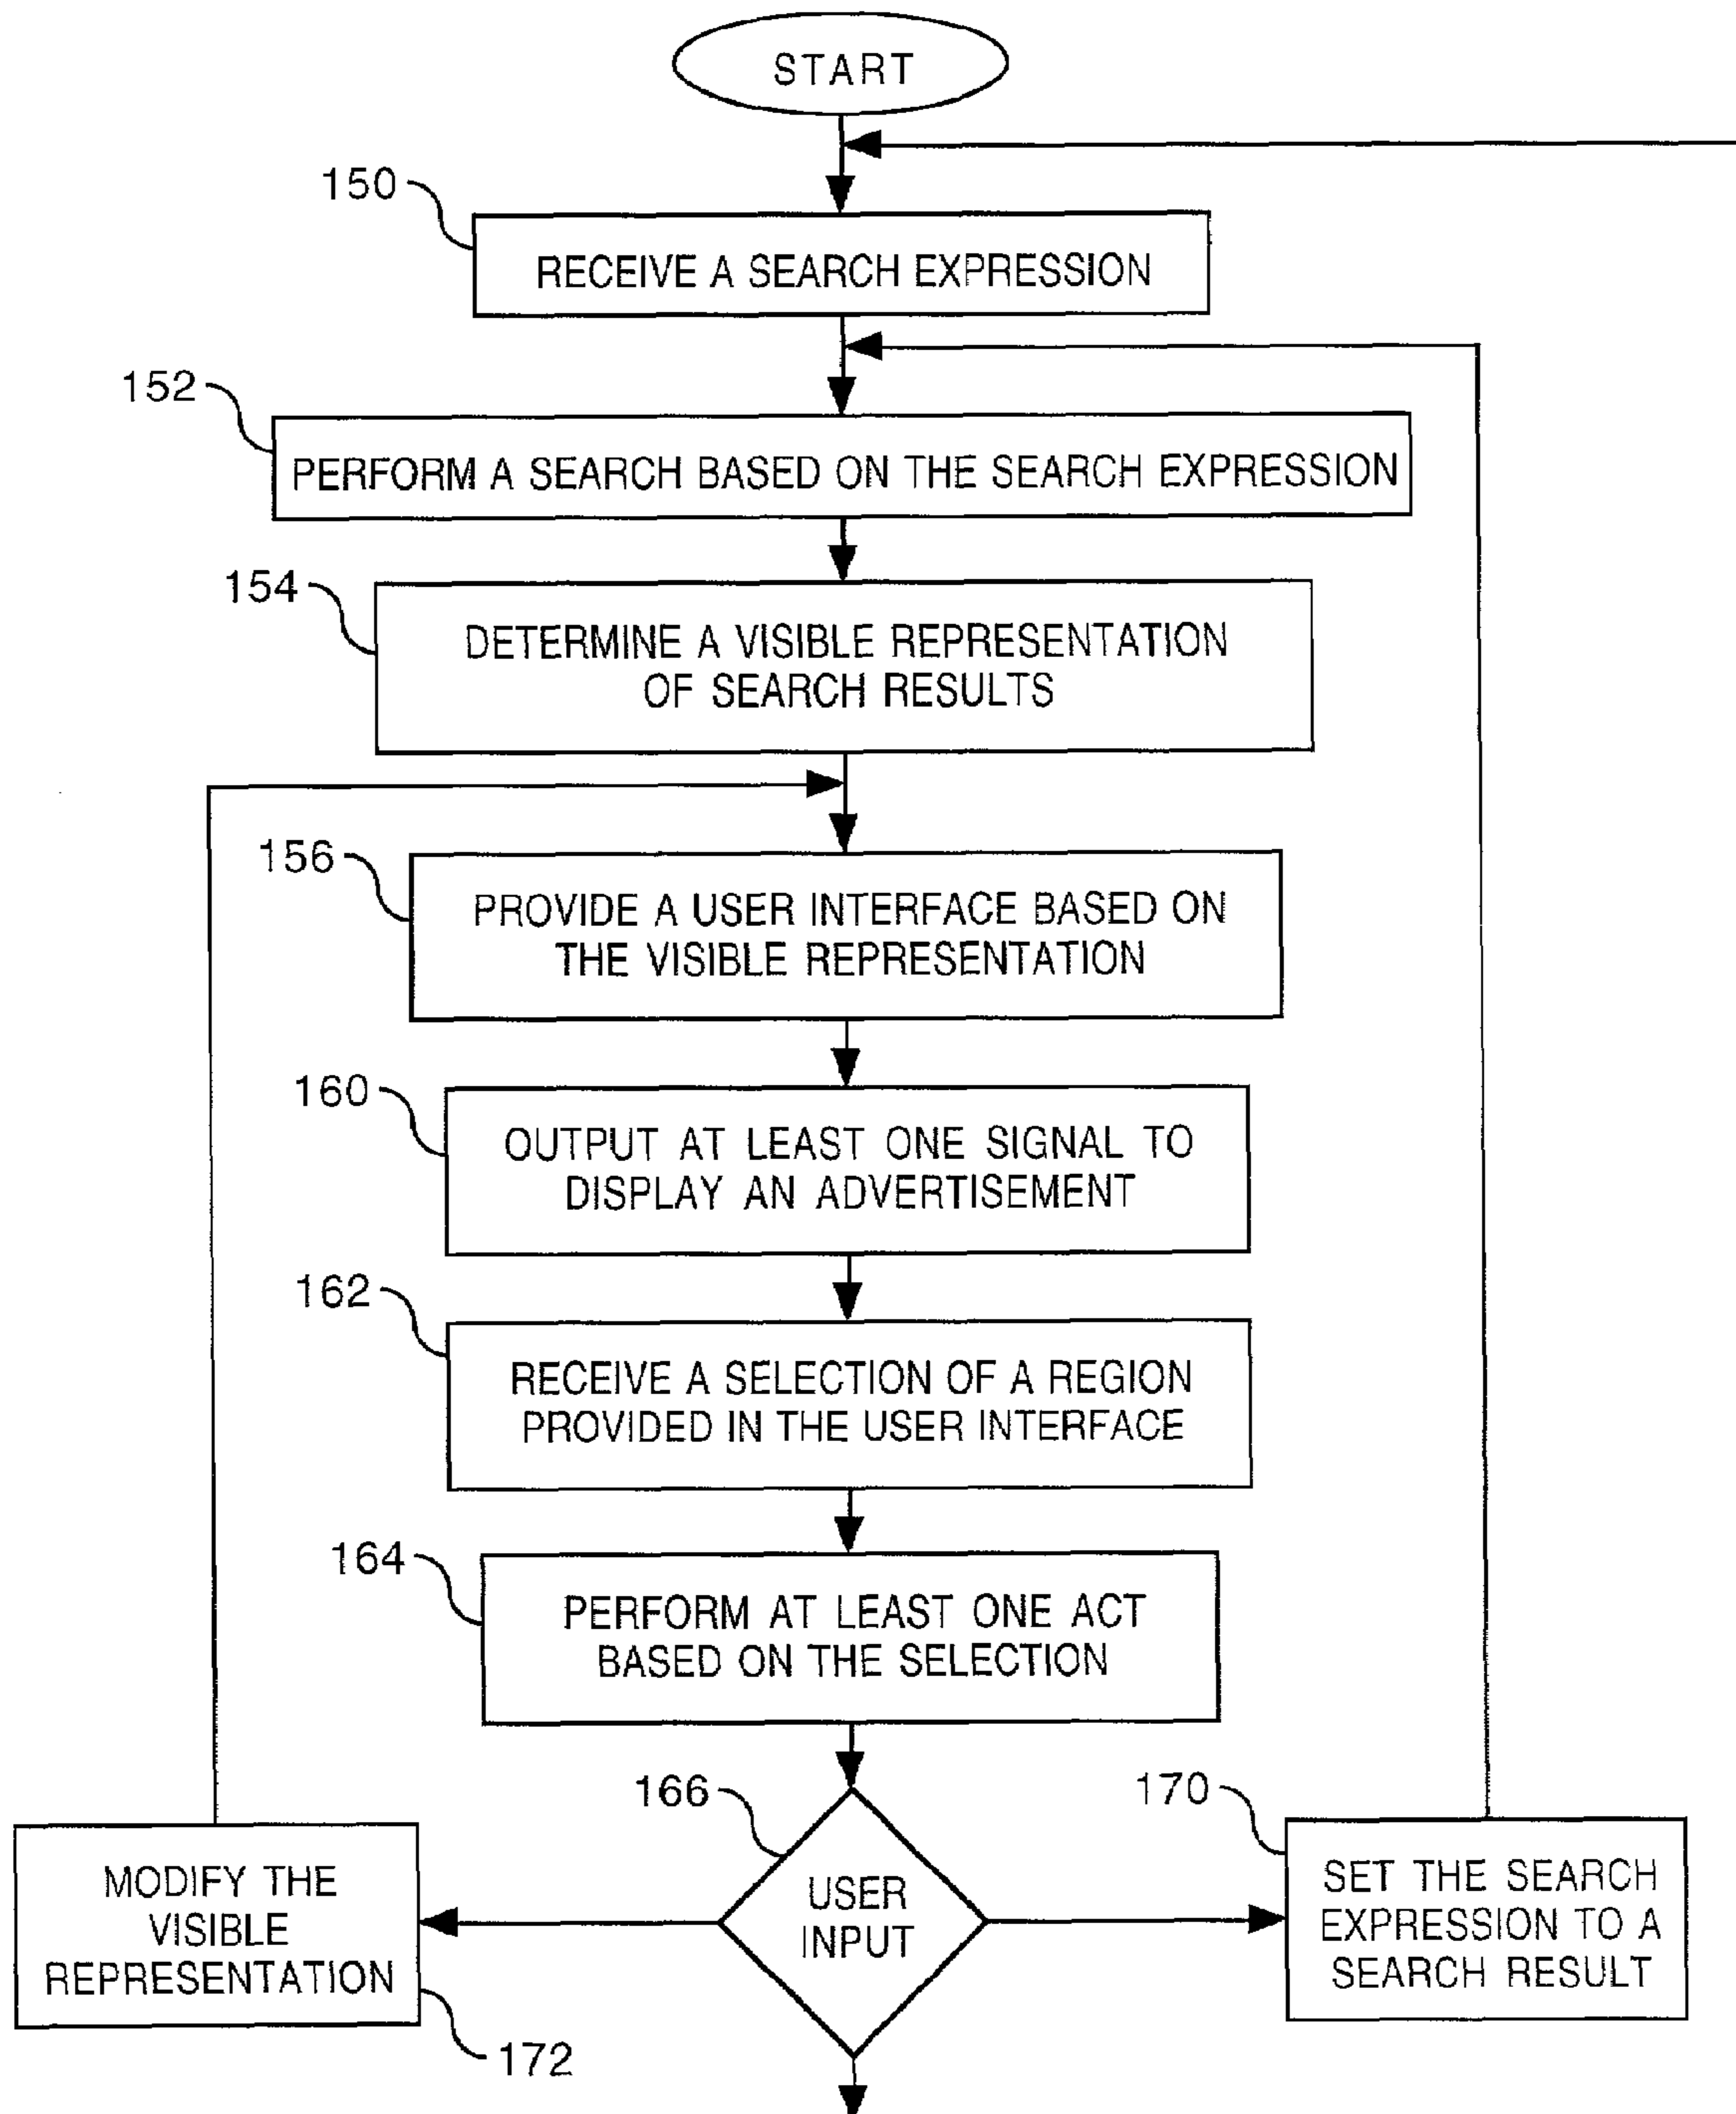 START
150
RECEIVE A SEARCH EXPRESSION
152
PERFORM A SEARCH BASED ON THE SEARCH EXPRESSION
154
DETERMINE A VISIBLE REPRESENTATION
OF SEARCH RESULTS
156
PROVIDE A USER INTERFACE BASED ON
THE VISIBLE REPRESENTATION
160
OUTPUT AT LEAST ONE SIGNAL TO
DISPLAY AN ADVERTISEMENT
162
RECEIVE A SELECTION OF A REGION
PROVIDED IN THE USER INTERFACE
164
PERFORM AT LEAST ONE ACT
BASED ON THE SELECTION
166
USER
INPUT
170
SET THE SEARCH
EXPRESSION TO A
SEARCH RESULT
MODIFY THE
VISIBLE
REPRESENTATION
172